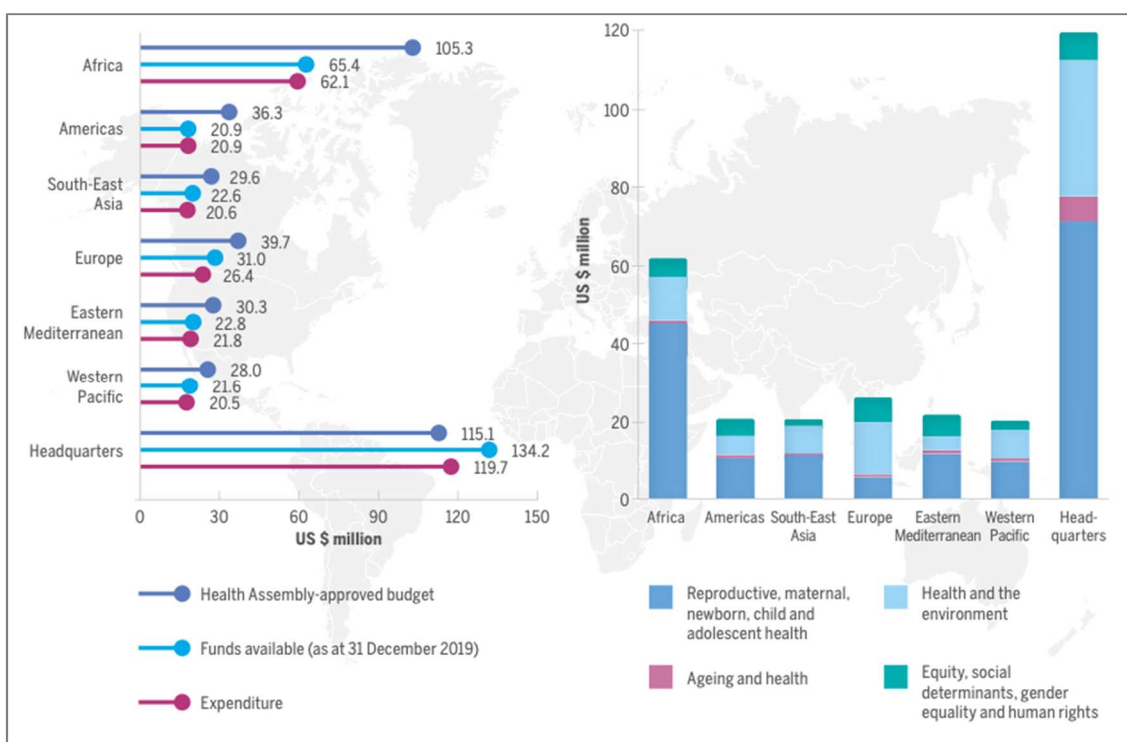 Africa
105.3
65.4
62.1
Americas
36.3
20.9
20.9
South-East
Asia
29.6
22.6
20.6
Europe
39.7
31.0
26.4
Eastern
Mediterranean
30.3
22.8
21.8
Western
Pacific
28.0
21.6
20.5
Headquarters
115.1
134.2
119.7
0 30 60 90 120 150
US $ million
Health Assembly-approved budget
Funds available (as at 31 December 2019)
Expenditure
120
100
80
60
40
20
0
US $ million
Africa
Americas
South-East
Asia
Europe
Eastern
Mediterranean
Western
Pacific
Head-
quarters
Reproductive, maternal,
newborn, child and
adolescent health
Health and the
environment
Ageing and health
Equity, social
determinants, gender
equality and human rights